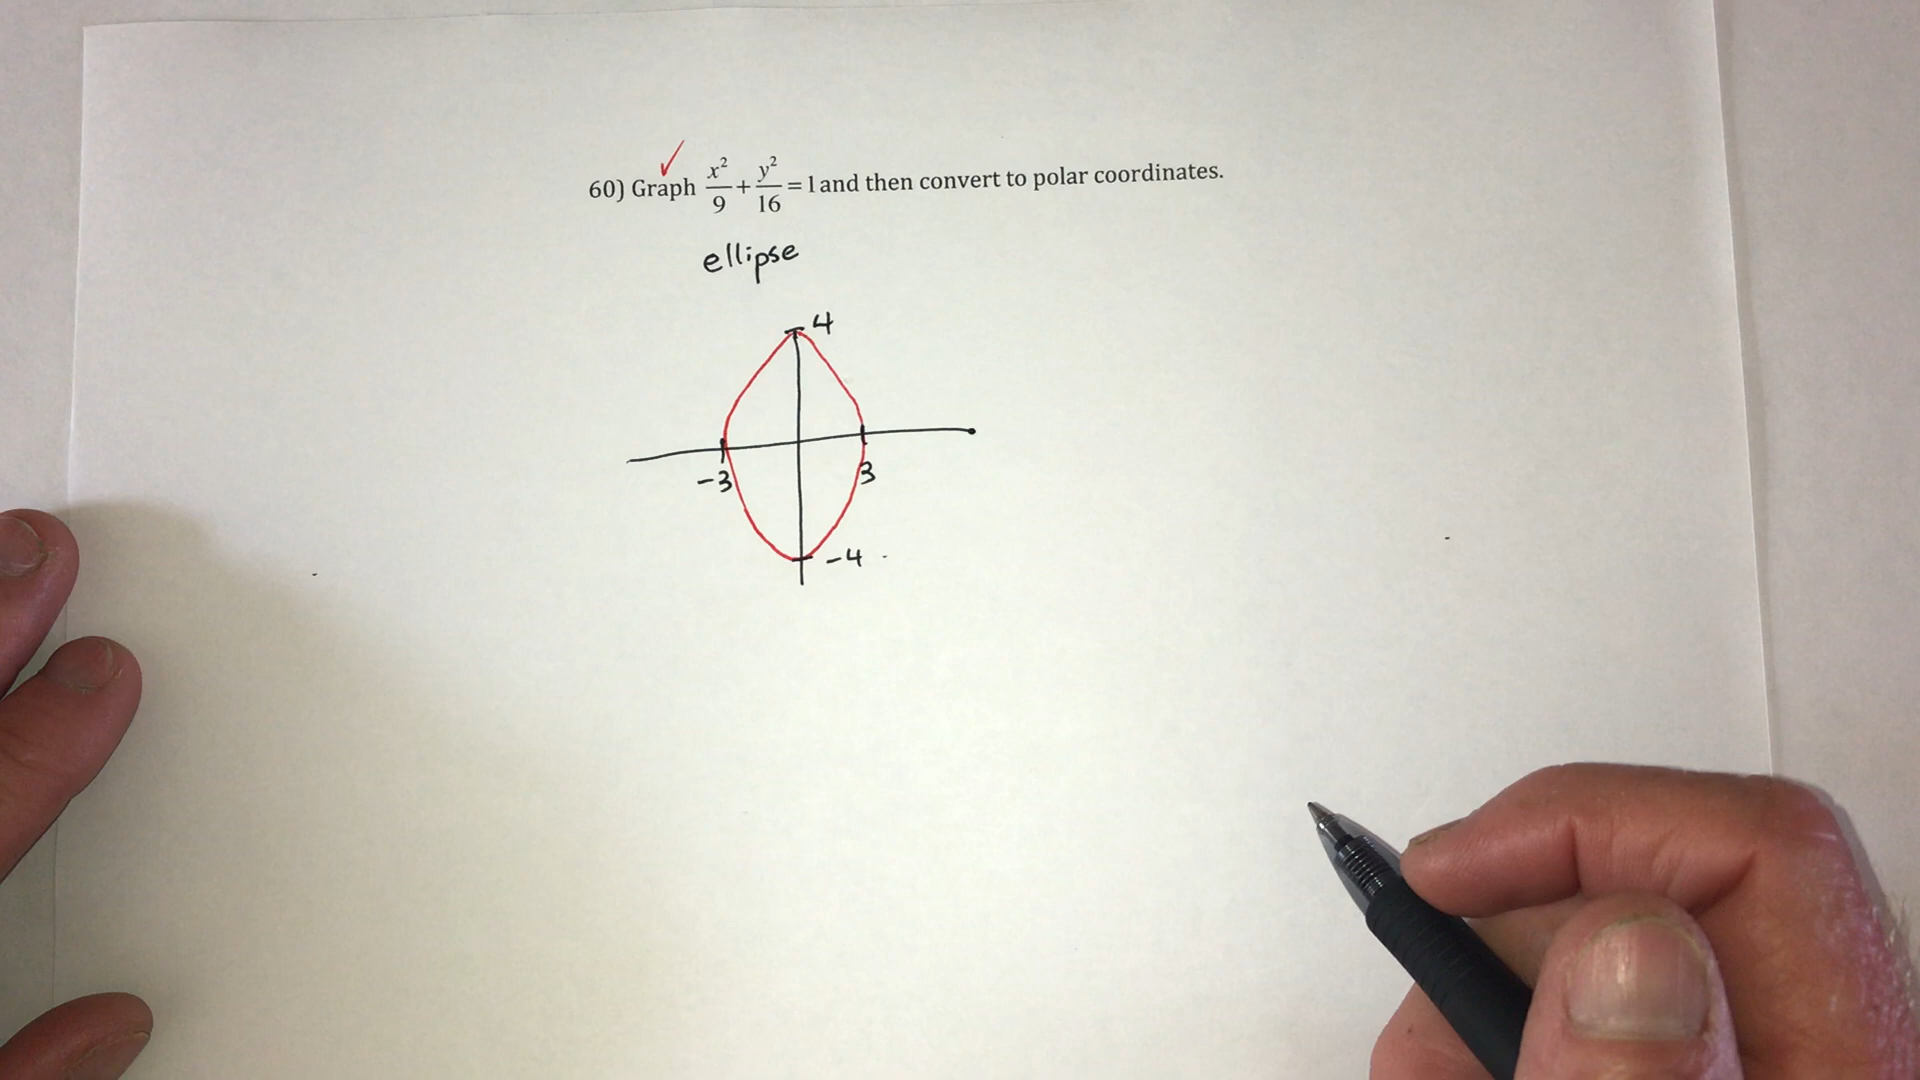 60) Graph x²/9 + y²/16 = 1 and then convert to polar coordinates.
ellipse
4
-3 3
-4